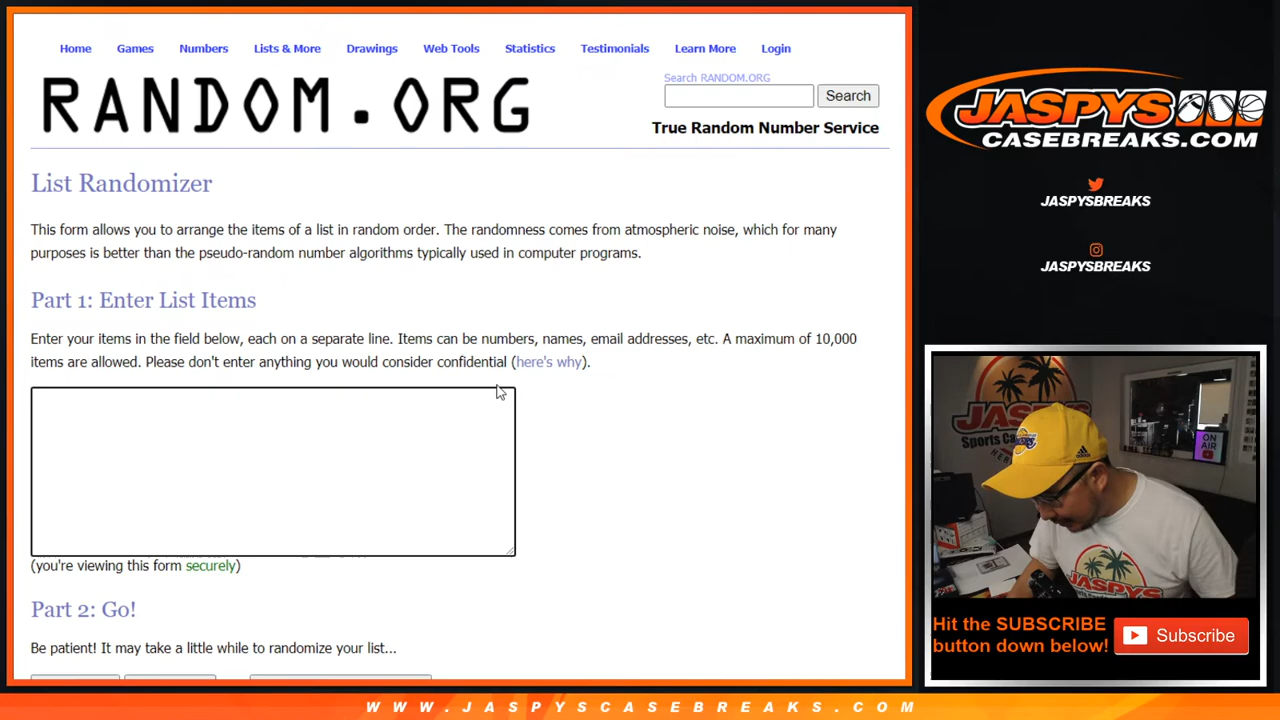 Home Games Numbers Lists & More Drawings Web Tools Statistics Testimonials Learn More Login
RANDOM.ORG
Search RANDOM.ORG
Search
True Random Number Service
List Randomizer
This form allows you to arrange the items of a list in random order. The randomness comes from atmospheric noise, which for many
purposes is better than the pseudo-random number algorithms typically used in computer programs.
Part 1: Enter List Items
Enter your items in the field below, each on a separate line. Items can be numbers, names, email addresses, etc. A maximum of 10,000
items are allowed. Please don't enter anything you would consider confidential (here's why).
(you're viewing this form securely)
Part 2: Go!
Be patient! It may take a little while to randomize your list...
JASPYS
CASEBREAKS.COM
JASPYSBREAKS
JASPYSBREAKS
JASPYS
Sports Ca
ON
AIR
JASPYS
Hit the SUBSCRIBE
button down below!
Subscribe
WWW.JASPYSCASEBREAKS.COM